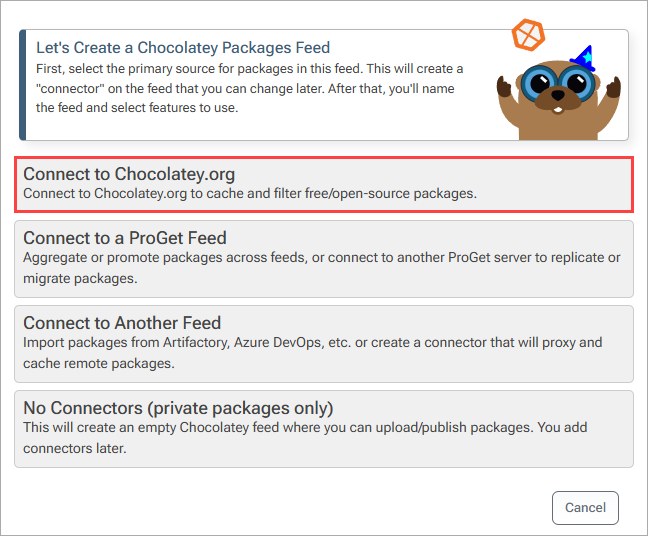 Let's Create a Chocolatey Packages Feed
First, select the primary source for packages in this feed. This will create a
"connector" on the feed that you can change later. After that, you'll name
the feed and select features to use.
Connect to Chocolatey.org
Connect to Chocolatey.org to cache and filter free/open-source packages.
Connect to a ProGet Feed
Aggregate or promote packages across feeds, or connect to another ProGet server to replicate or
migrate packages.
Connect to Another Feed
Import packages from Artifactory, Azure DevOps, etc. or create a connector that will proxy and
cache remote packages.
No Connectors (private packages only)
This will create an empty Chocolatey feed where you can upload/publish packages. You add
connectors later.
Cancel